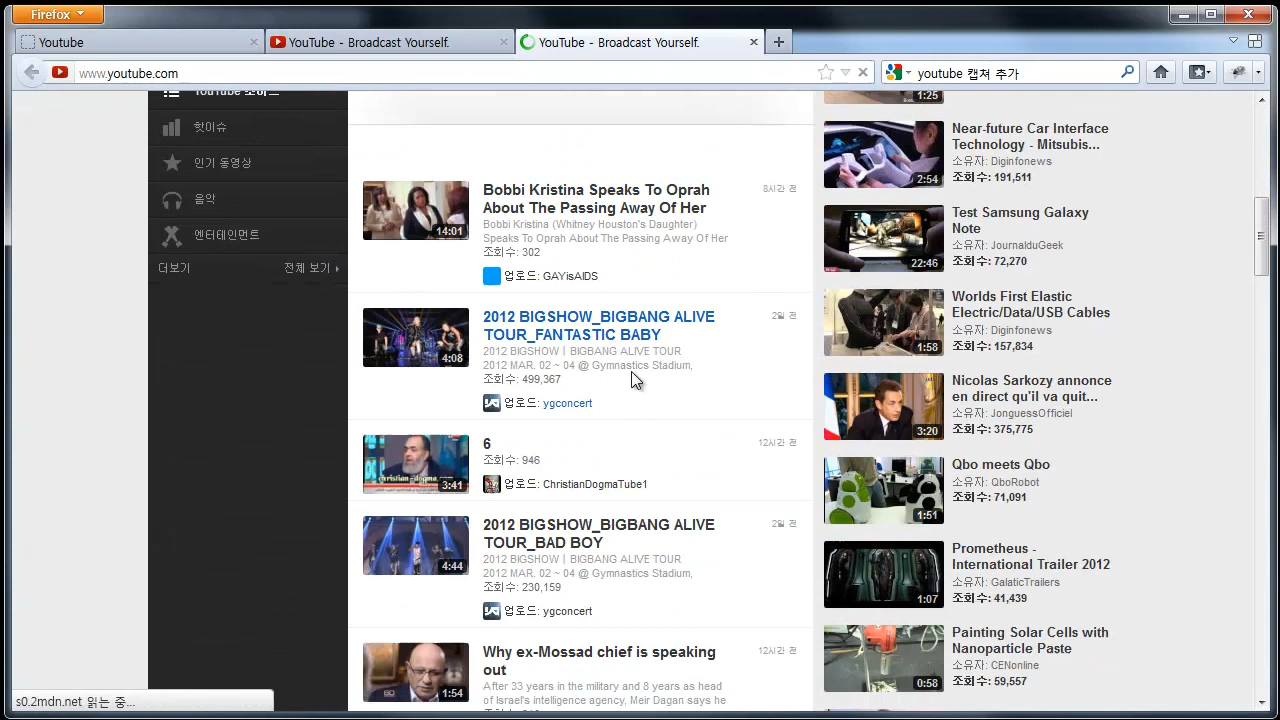 Firefox
Youtube
YouTube - Broadcast Yourself.
YouTube - Broadcast Yourself.
www.youtube.com
youtube 캡쳐 추가
핫이슈
인기 동영상
음악
엔터테인먼트
더보기
전체 보기
14:01
Bobbi Kristina Speaks To Oprah
About The Passing Away Of Her
8시간 전
Bobbi Kristina (Whitney Houston's Daughter)
Speaks To Oprah About The Passing Away Of Her
조회수: 302
업로드: GAYisAIDS
4:08
2012 BIGSHOW_BIGBANG ALIVE
TOUR_FANTASTIC BABY
2일 전
2012 BIGSHOW | BIGBANG ALIVE TOUR
2012 MAR. 02 ~ 04 @ Gymnastics Stadium,
조회수: 499,367
업로드: ygconcert
christian-dogma
3:41
6
12시간 전
조회수: 946
업로드: ChristianDogmaTube1
4:44
2012 BIGSHOW_BIGBANG ALIVE
TOUR_BAD BOY
2일 전
2012 BIGSHOW | BIGBANG ALIVE TOUR
2012 MAR. 02 ~ 04 @ Gymnastics Stadium,
조회수: 230,159
업로드: ygconcert
1:54
Why ex-Mossad chief is speaking
out
12시간 전
After 33 years in the military and 8 years as head
of Israel's intelligence agency, Meir Dagan says he
1:25
2:54
Near-future Car Interface
Technology - Mitsubis...
소유자: Diginfonews
조회수: 191,511
22:46
Test Samsung Galaxy
Note
소유자: JournalduGeek
조회수: 72,270
1:58
Worlds First Elastic
Electric/Data/USB Cables
소유자: Diginfonews
조회수: 157,834
3:20
Nicolas Sarkozy annonce
en direct qu'il va quit...
소유자: JonguessOfficiel
조회수: 375,775
1:51
Qbo meets Qbo
소유자: QboRobot
조회수: 71,091
1:07
Prometheus -
International Trailer 2012
소유자: GalaticTrailers
조회수: 41,439
0:58
Painting Solar Cells with
Nanoparticle Paste
소유자: CENonline
조회수: 59,557
s0.2mdn.net 읽는 중...